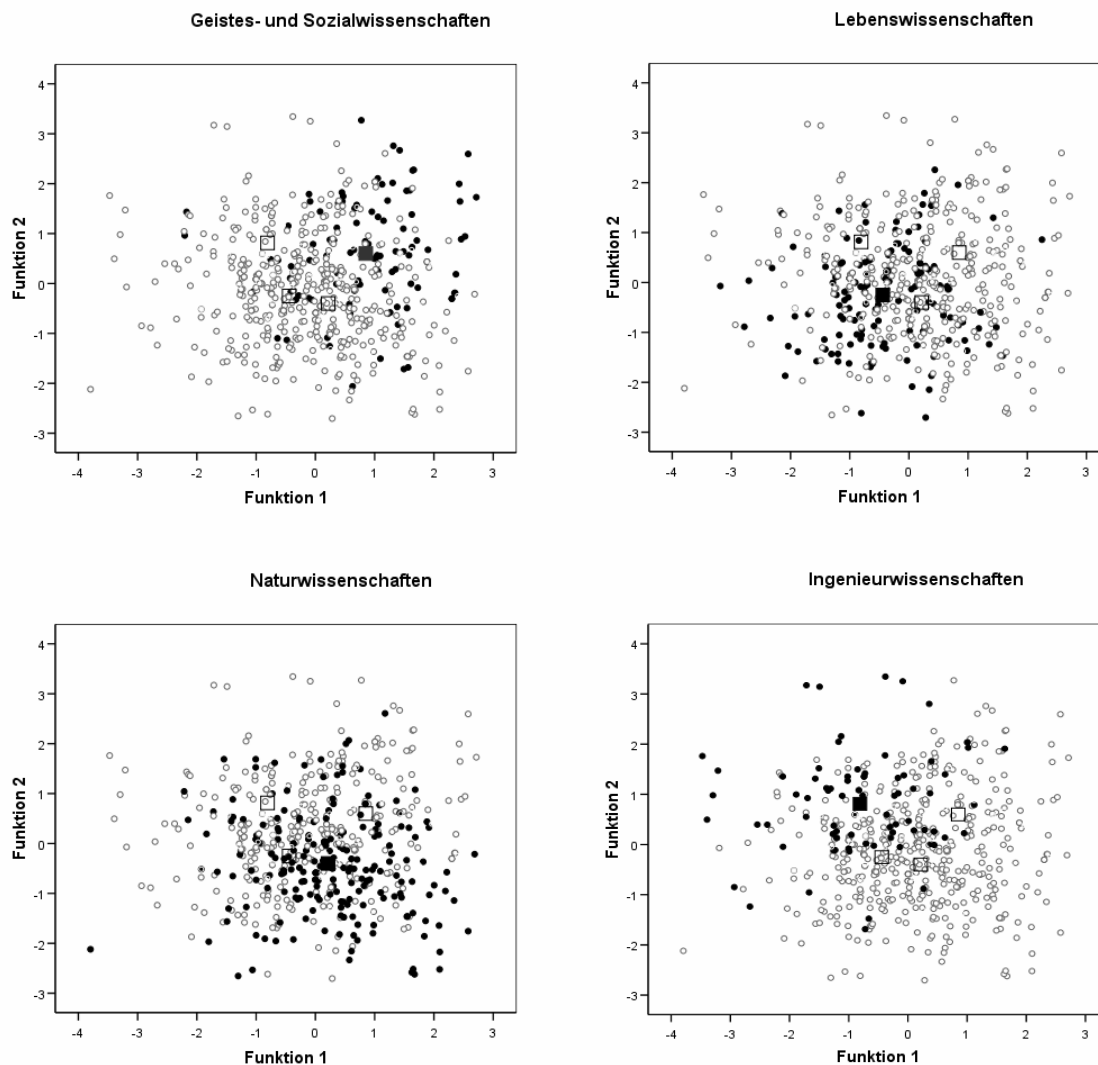 Geistes- und Sozialwissenschaften
4
3
2
1
0
-1
-2
-3
Funktion 2
-4 -3 -2 -1 0 1 2 3
Funktion 1
Lebenswissenschaften
4
3
2
1
0
-1
-2
-3
Funktion 2
-4 -3 -2 -1 0 1 2 3
Funktion 1
Naturwissenschaften
4
3
2
1
0
-1
-2
-3
Funktion 2
-4 -3 -2 -1 0 1 2 3
Funktion 1
Ingenieurwissenschaften
4
3
2
1
0
-1
-2
-3
Funktion 2
-4 -3 -2 -1 0 1 2 3
Funktion 1